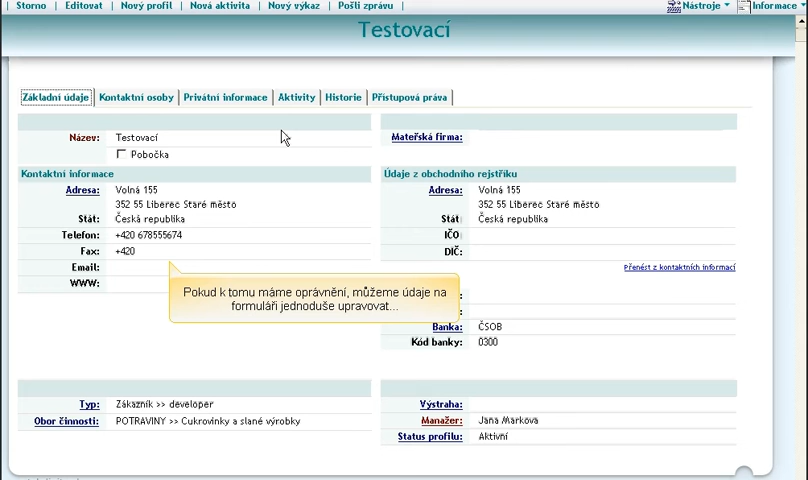 Storno | Editovat | Nový profil | Nová aktivita | Nový výkaz | Pošli zprávu | Nástroje Informace
Testovací
Základní údaje Kontaktní osoby Privátní informace Aktivity Historie Přístupová práva
Název: Testovací
Pobočka
Mateřská firma:
Kontaktní informace
Adresa: Volná 155
352 55 Liberec Staré město
Stát: Česká republika
Telefon: +420 678555674
Fax: +420
Email:
WWW:
Údaje z obchodního rejstříku
Adresa: Volná 155
352 55 Liberec Staré město
Stát Česká republika
IČO
DIČ:
Přenést z kontaktních informací
Pokud k tomu máme oprávnění, můžeme údaje na
formuláři jednoduše upravovat...
Banka: ČSOB
Kód banky: 0300
Typ: Zákazník >> developer
Obor činnosti: POTRAVINY >> Cukrovinky a slané výrobky
Výstraha:
Manažer: Jana Markova
Status profilu: Aktivní